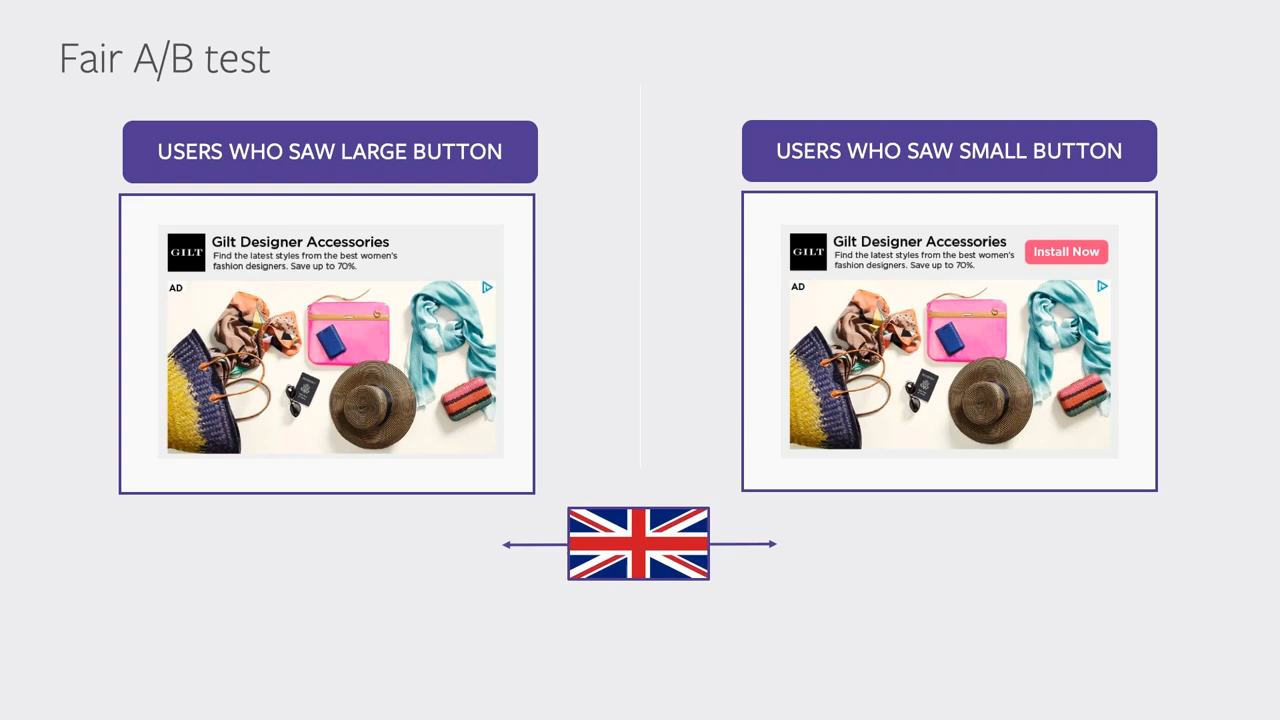 Fair A/B test
USERS WHO SAW LARGE BUTTON
USERS WHO SAW SMALL BUTTON
GILT
Gilt Designer Accessories
Find the latest styles from the best women's
fashion designers. Save up to 70%.
AD
GILT
Gilt Designer Accessories
Find the latest styles from the best women's
fashion designers. Save up to 70%.
Install Now
AD